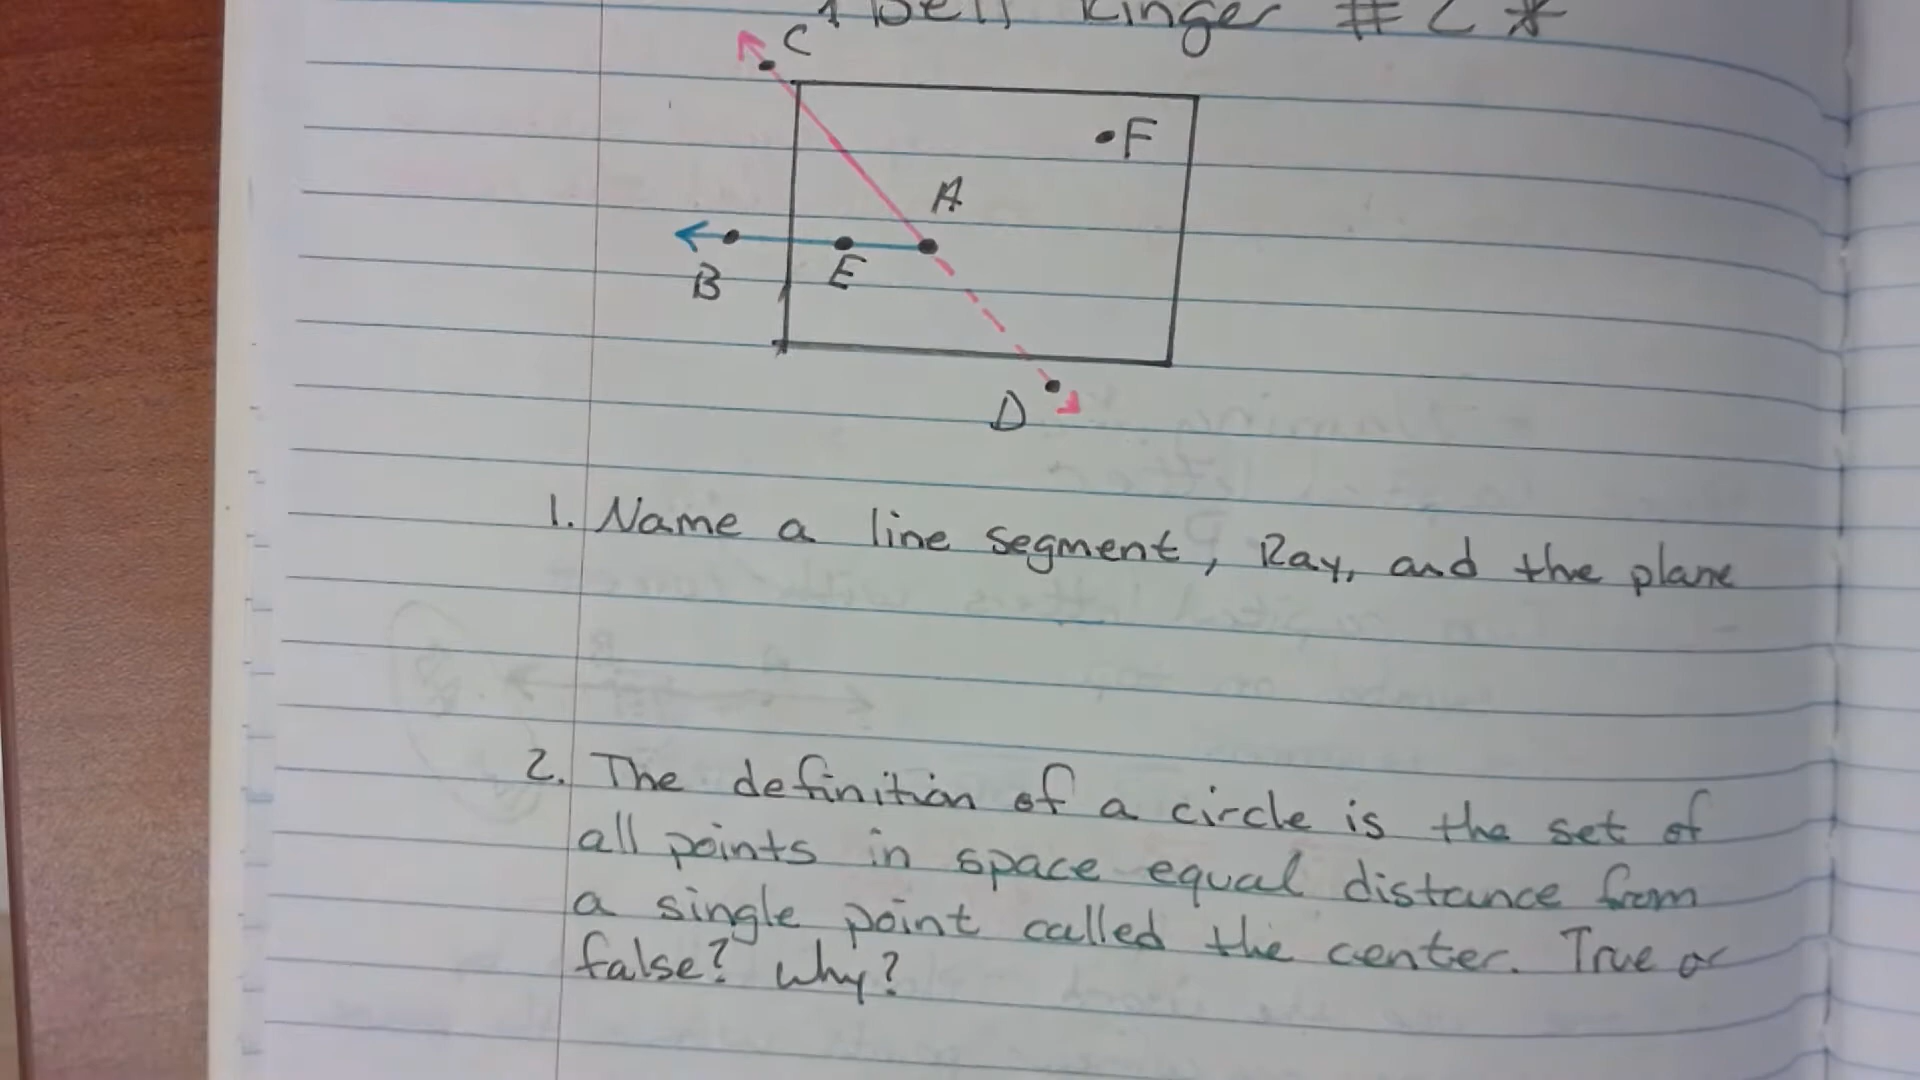 Bell Ringer # 2 *
C
F
A
B
E
D
1. Name a line segment, Ray, and the plane
2. The definition of a circle is the set of
all points in space equal distance from
a single point called the center. True or
false? Why?